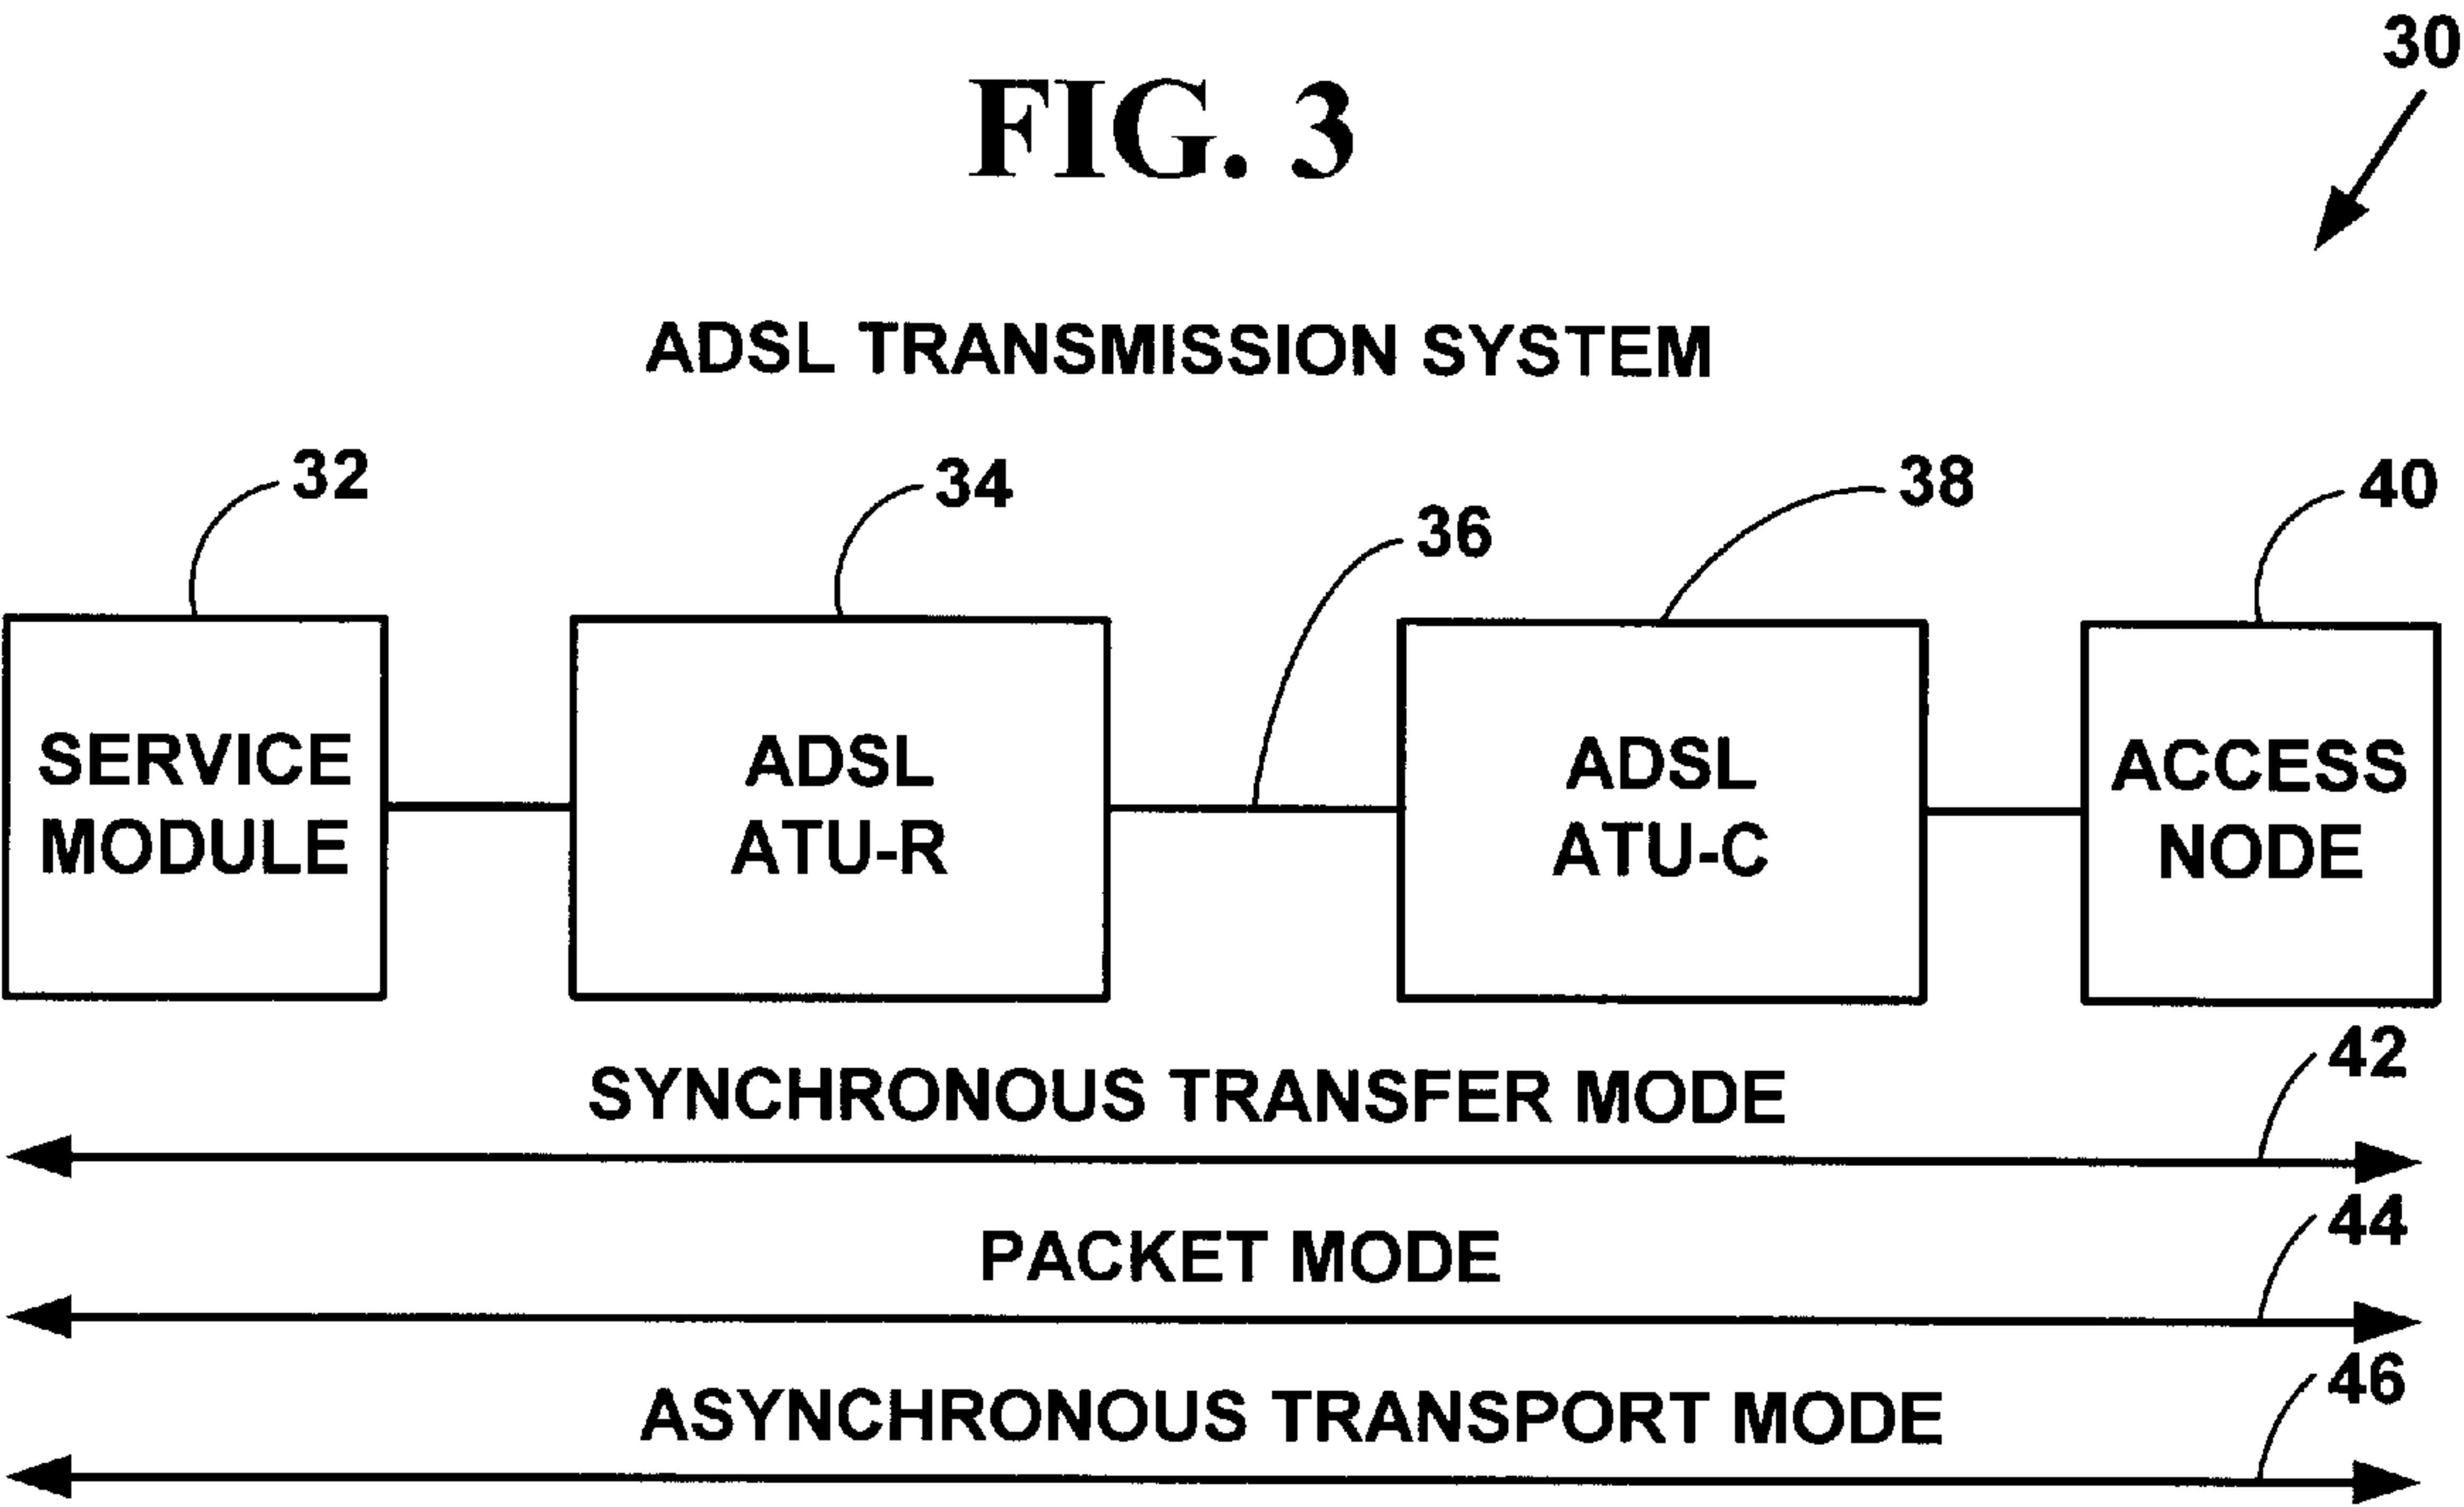 30
FIG. 3
ADSL TRANSMISSION SYSTEM
32
34
36
38
40
SERVICE
MODULE
ADSL
ATU-R
ADSL
ATU-C
ACCESS
NODE
42
SYNCHRONOUS TRANSFER MODE
44
PACKET MODE
46
ASYNCHRONOUS TRANSPORT MODE